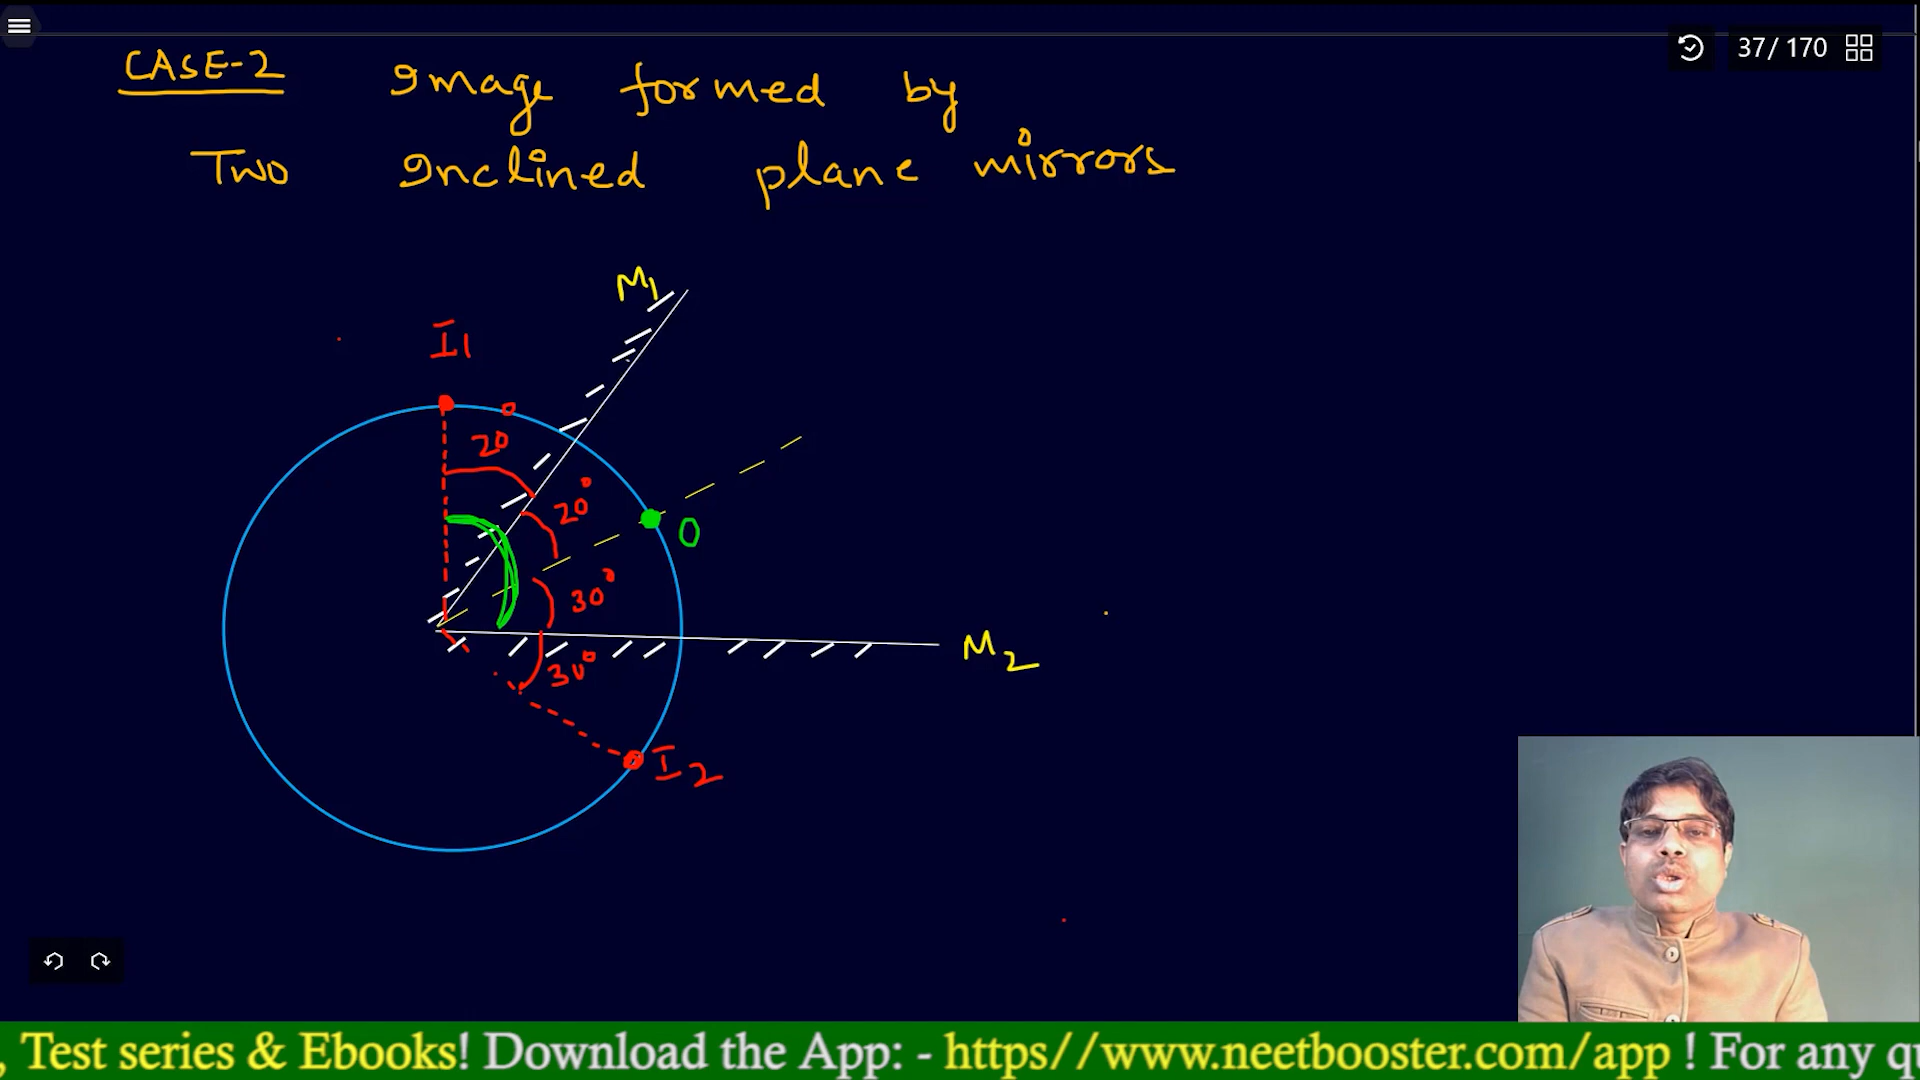 37/170
CASE-2 Image formed by
Two Inclined plane mirrors
M1
I1
20°
20°
O
30°
M2
30°
I2
, Test series & Ebooks! Download the App: - https//www.neetbooster.com/app ! For any qu